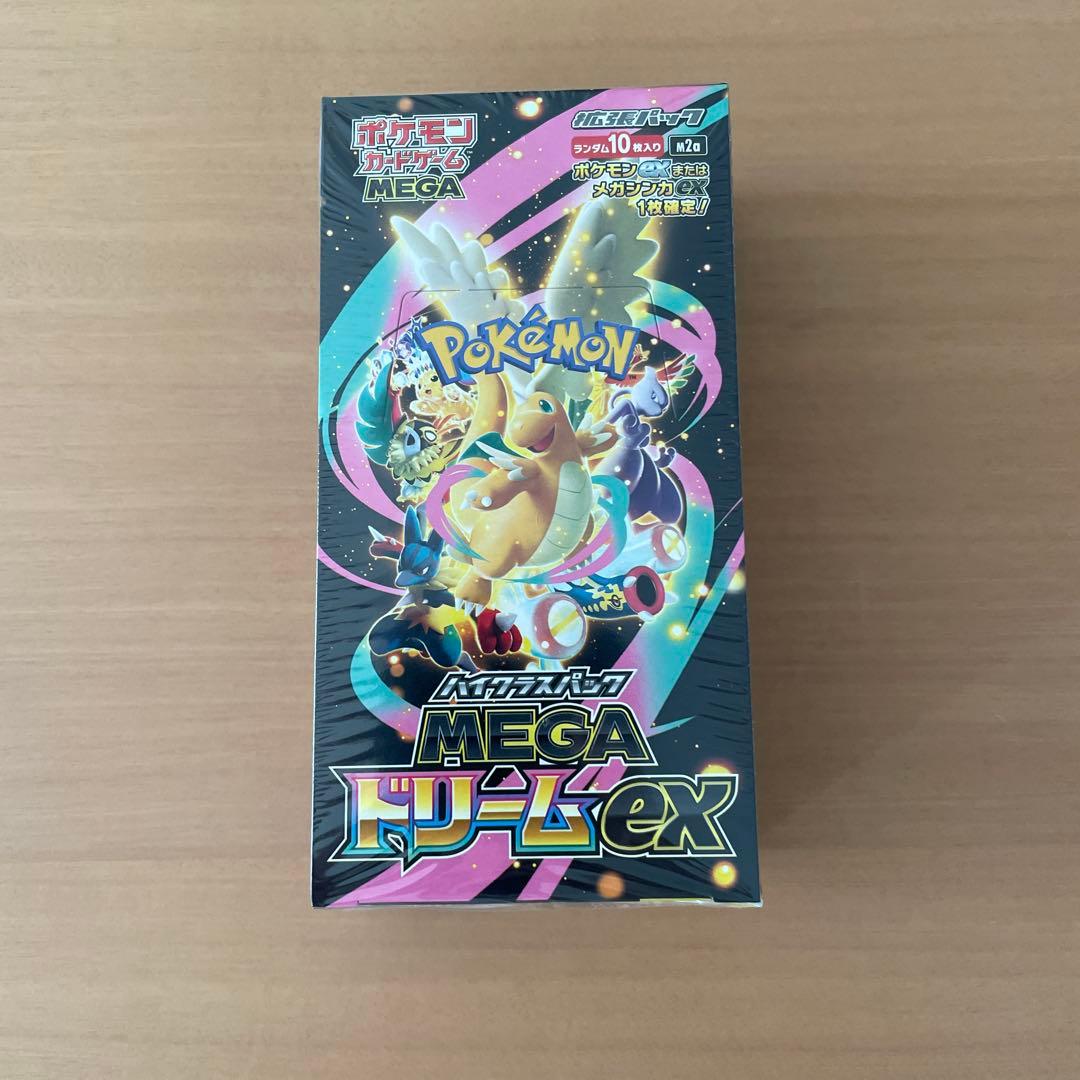 ポケモン
カードゲーム
MEGA
拡張パック
ランダム10枚入り M2a
ポケモンexまたは
メガシンカex
1枚確定!
POKÉMON
ハイクラスパック
MEGA
ドリームex